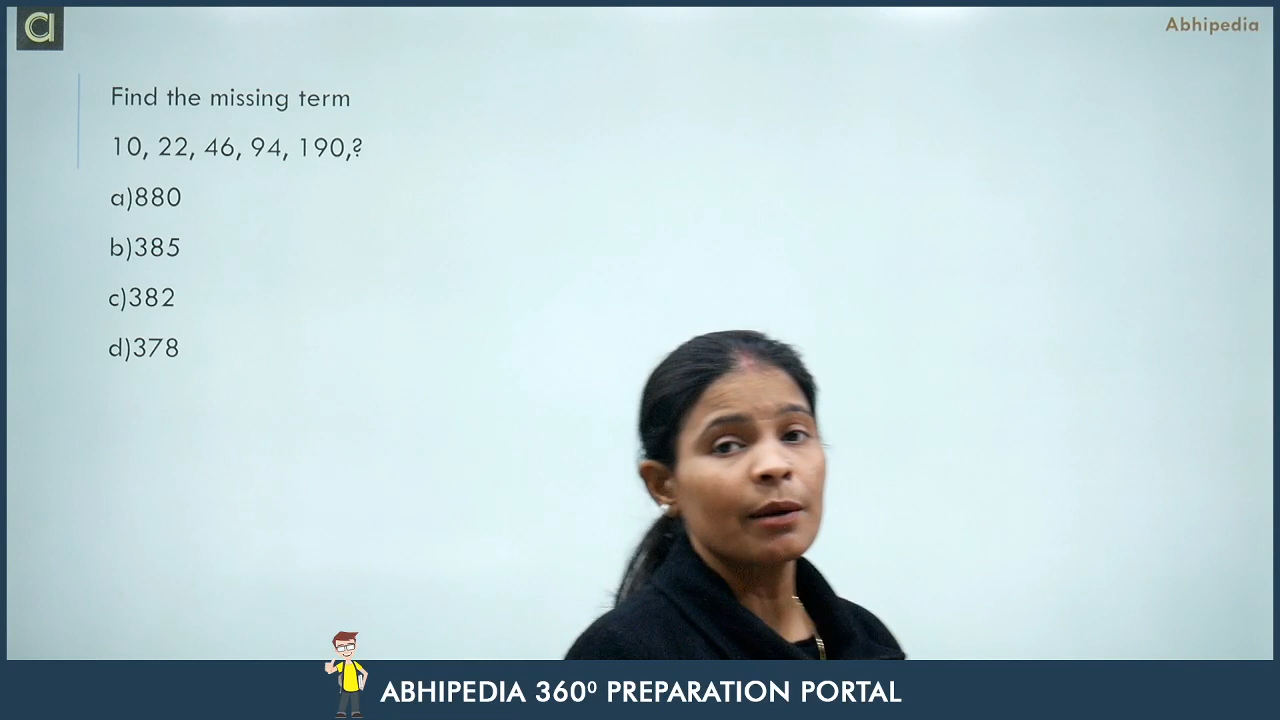 a
Abhipedia
Find the missing term
10, 22, 46, 94, 190,?
a)880
b)385
c)382
d)378
ABHIPEDIA 360⁰ PREPARATION PORTAL